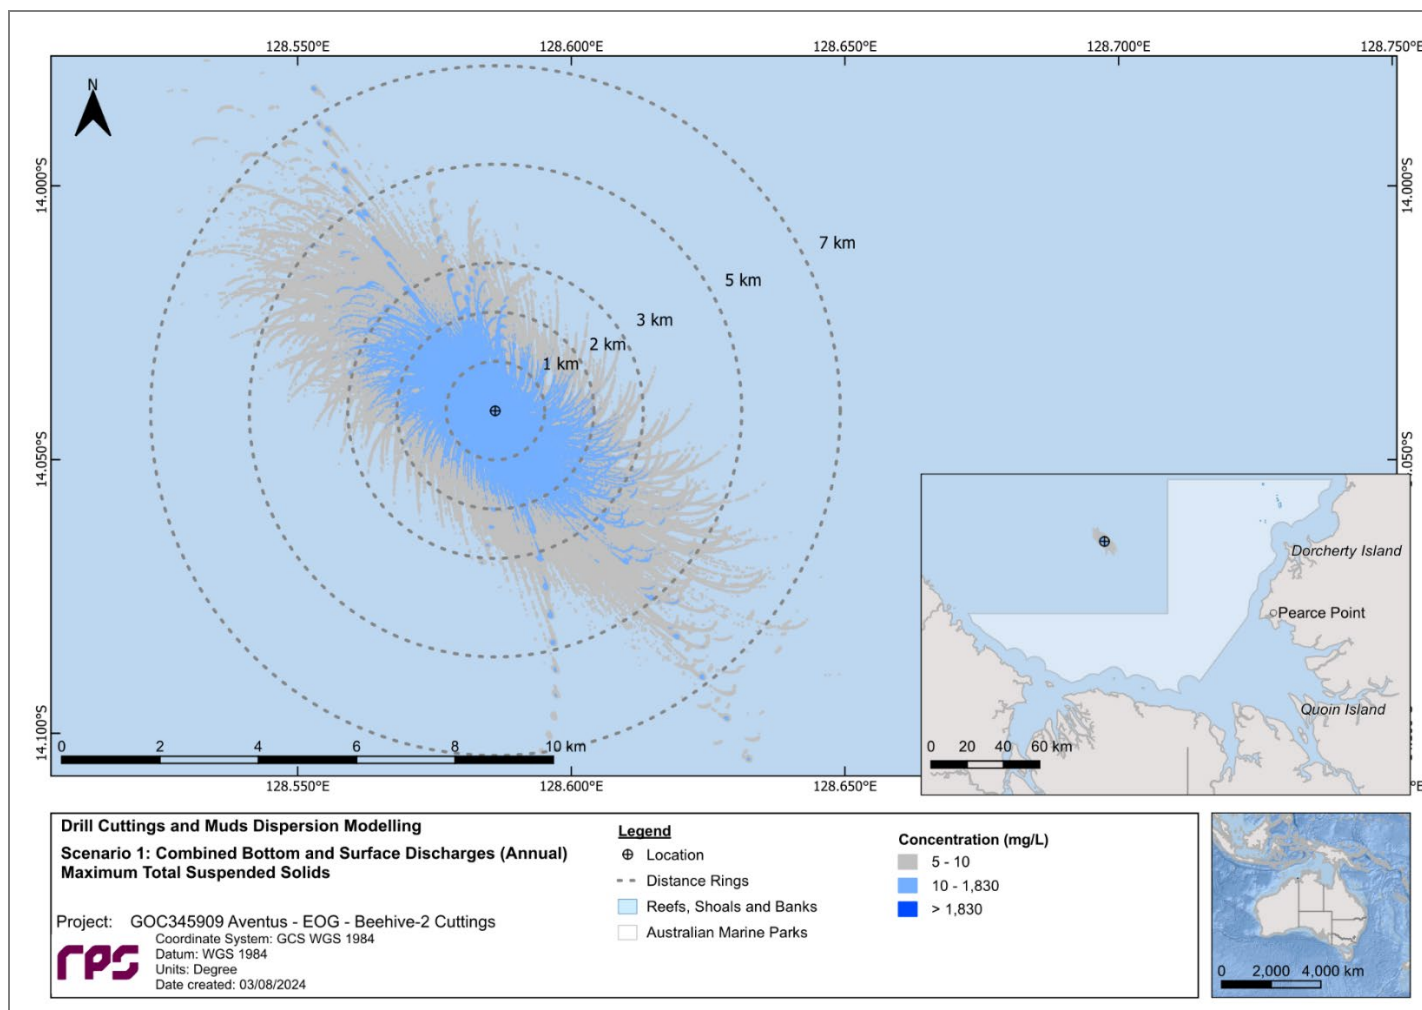 128.550°E 128.600°E 128.650°E 128.700°E 128.750°E
N
14.000°S 14.000°S
7 km
5 km
3 km
2 km
1 km
14.050°S .050°S
Dorcherty Island
Pearce Point
Quoin Island
14.100°S
0 2 4 6 8 10 km
0 20 40 60 km
128.550°E 128.600°E 128.650°E °E
Drill Cuttings and Muds Dispersion Modelling
Scenario 1: Combined Bottom and Surface Discharges (Annual)
Maximum Total Suspended Solids
Project: GOC345909 Aventus - EOG - Beehive-2 Cuttings
rps
Coordinate System: GCS WGS 1984
Datum: WGS 1984
Units: Degree
Date created: 03/08/2024
Legend
Location
Distance Rings
Reefs, Shoals and Banks
Australian Marine Parks
Concentration (mg/L)
5 - 10
10 - 1,830
> 1,830
0 2,000 4,000 km